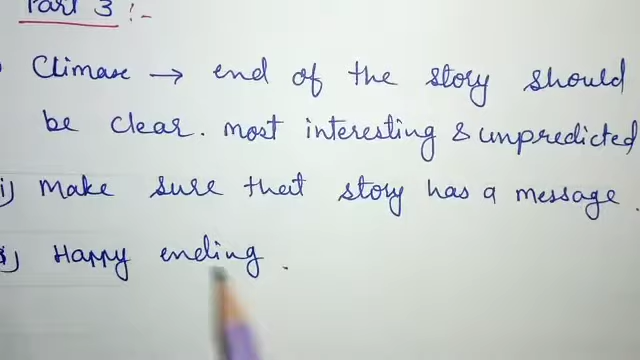 Part 3 :-
Climax → end of the story should
be clear. most interesting & unpredicted
i) make sure that story has a message.
Happy ending.